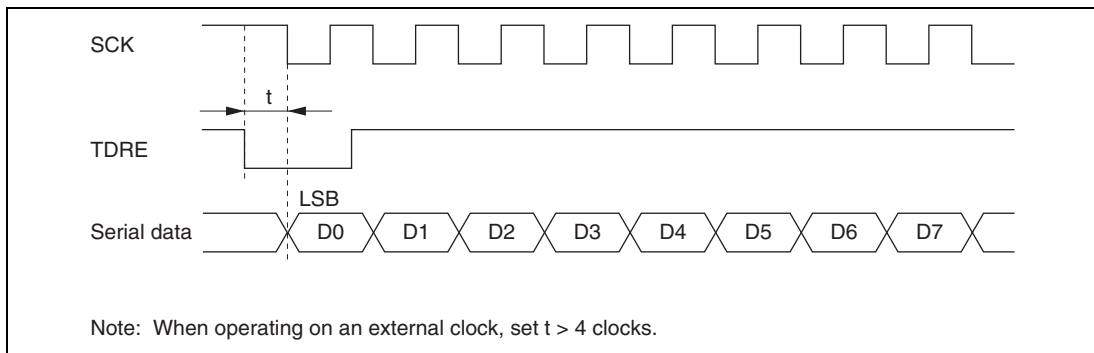 SCK
t
TDRE
LSB
Serial data
D0 D1 D2 D3 D4 D5 D6 D7
Note: When operating on an external clock, set t > 4 clocks.